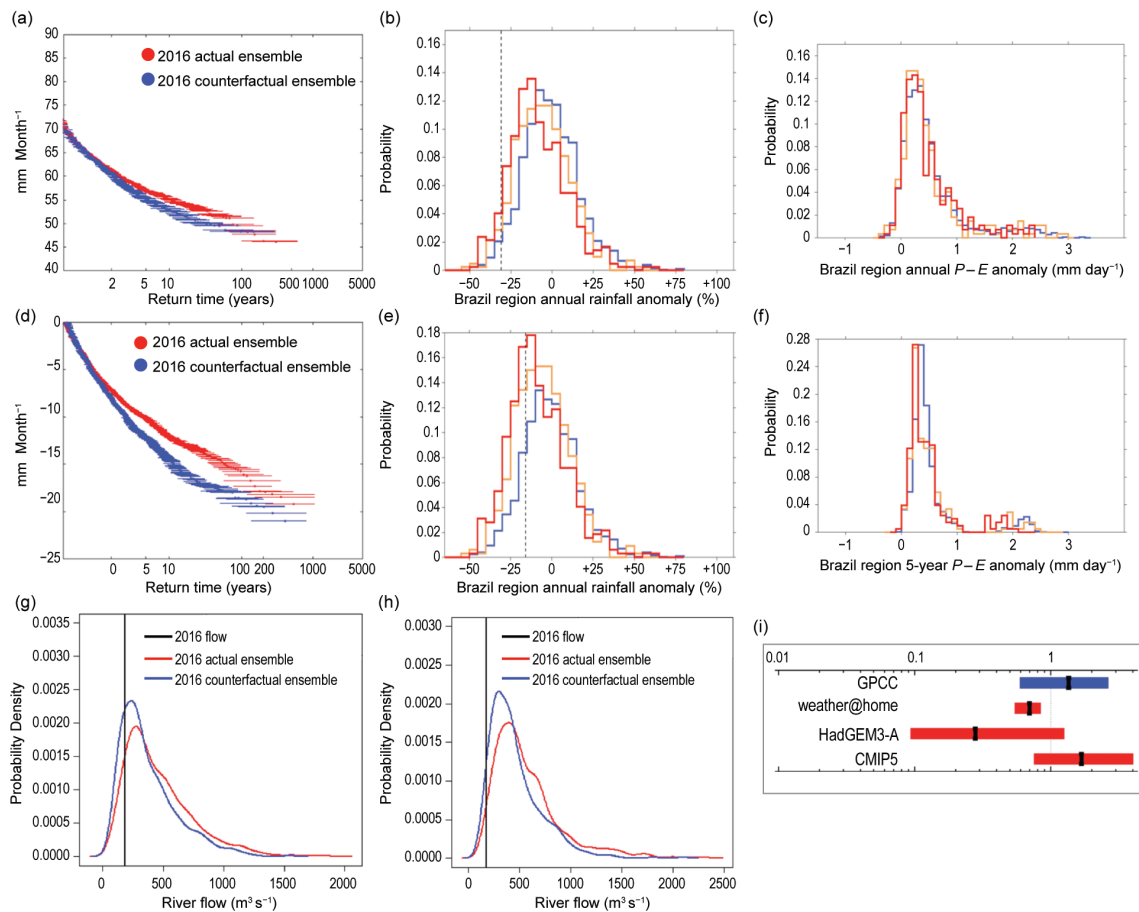 (a)
90
85
80
75
70
65
60
55
50
45
40
mm Month⁻¹
2016 actual ensemble
2016 counterfactual ensemble
2 5 10 100 500 1000 5000
Return time (years)
(b)
0.16
0.14
0.12
0.10
0.08
0.06
0.04
0.02
0
Probability
−50 −25 0 +25 +50 +75 +100
Brazil region annual rainfall anomaly (%)
(c)
0.16
0.14
0.12
0.10
0.08
0.06
0.04
0.02
0
Probability
−1 0 1 2 3
Brazil region annual P − E anomaly (mm day⁻¹)
(d)
0
−5
−10
−15
−20
−25
mm Month⁻¹
2016 actual ensemble
2016 counterfactual ensemble
0 5 10 100 200 1000 5000
Return time (years)
(e)
0.18
0.16
0.14
0.12
0.10
0.08
0.06
0.04
0.02
0
Probability
−50 −25 0 +25 +50 +75 +100
Brazil region annual rainfall anomaly (%)
(f)
0.28
0.24
0.20
0.16
0.12
0.08
0.04
0
Probability
−1 0 1 2 3
Brazil region 5-year P − E anomaly (mm day⁻¹)
(g)
0.0035
0.0030
0.0025
0.0020
0.0015
0.0010
0.0005
0.0000
Probability Density
2016 flow
2016 actual ensemble
2016 counterfactual ensemble
0 500 1000 1500 2000
River flow (m³ s⁻¹)
(h)
0.0030
0.0025
0.0020
0.0015
0.0010
0.0005
0.0000
Probability Density
2016 flow
2016 actual ensemble
2016 counterfactual ensemble
0 500 1000 1500 2000 2500
River flow (m³ s⁻¹)
(i)
0.01 0.1 1
GPCC
weather@home
HadGEM3-A
CMIP5